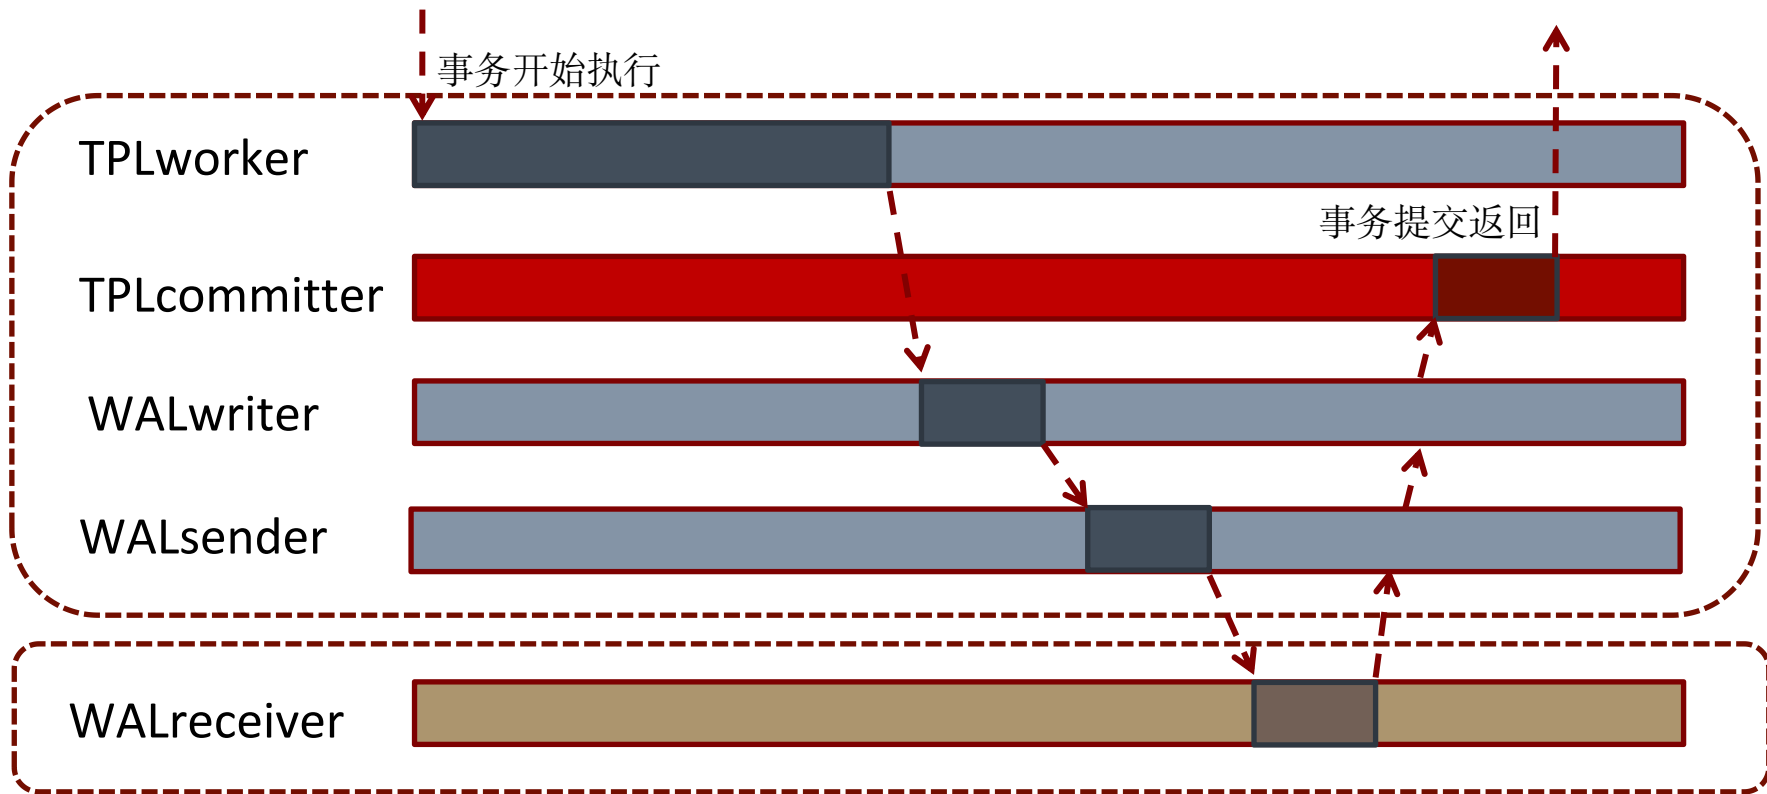 事务开始执行
TPLworker
事务提交返回
TPLcommitter
WALwriter
WALsender
WALreceiver